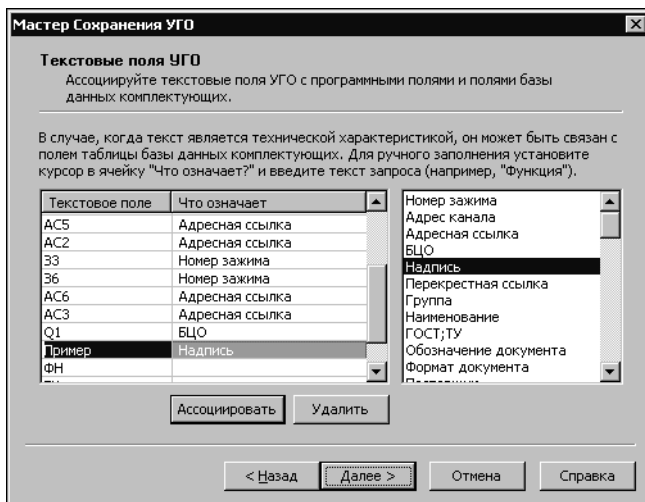 Мастер Сохранения УГО
Текстовые поля УГО
Ассоциируйте текстовые поля УГО с программными полями и полями базы
данных комплектующих.
В случае, когда текст является технической характеристикой, он может быть связан с
полем таблицы базы данных комплектующих. Для ручного заполнения установите
курсор в ячейку "Что означает?" и введите текст запроса (например, "Функция").
Текстовое поле Что означает
АС5 Адресная ссылка
АС2 Адресная ссылка
З3 Номер зажима
З6 Номер зажима
АС6 Адресная ссылка
АС3 Адресная ссылка
Q1 БЦО
Пример Надпись
ФН
Номер зажима
Адрес канала
Адресная ссылка
БЦО
Надпись
Перекрестная ссылка
Группа
Наименование
ГОСТ;ТУ
Обозначение документа
Формат документа
Ассоциировать Удалить
< Назад Далее > Отмена Справка